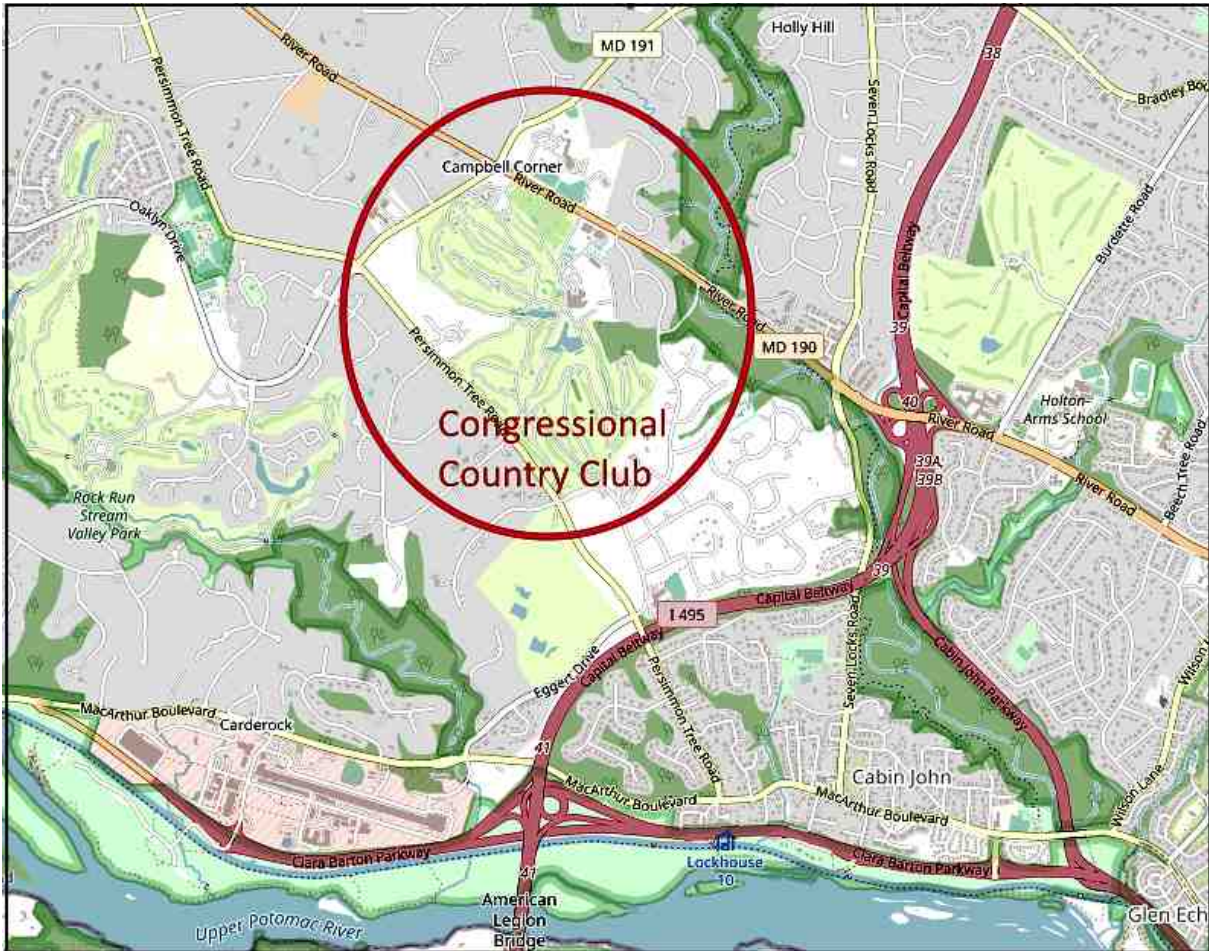 Holly Hill
MD 191
38
River Road
Persimmon Tree Road
Seven Locks Road
Campbell Corner
River Road
Oaklyn Drive
Burdette Road
Capital Beltway
River Road
39
MD 190
Persimmon Tree
Holton-
Arms School
40
River Road
Congressional
Country Club
39A,
39B
River Road
Beech Tree Road
Rock Run
Stream
Valley Park
39
Capital Beltway
I 495
Capital Beltway
Eggert Drive
Persimmon Tree Road
Seven Locks Road
Cabin John Parkway
MacArthur Boulevard
Carderock
41
Cabin John
MacArthur Boulevard
MacArthur Boulevard
Wilson Lane
Clara Barton Parkway
Lockhouse
10
Clara Barton Parkway
41
American
Legion
Bridge
Upper Potomac River
Glen Ech